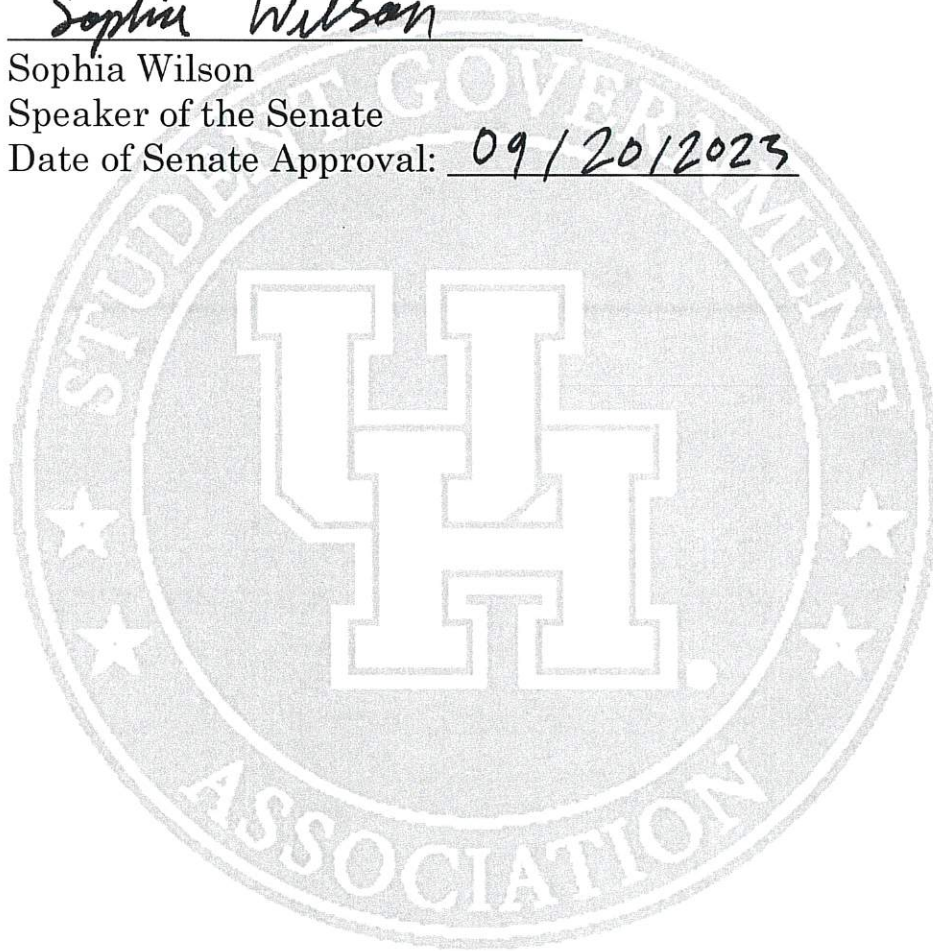 Sophia Wilson
Sophia Wilson
Speaker of the Senate
Date of Senate Approval: 09/20/2023
STUDENT GOVERNMENT
UH
ASSOCIATION